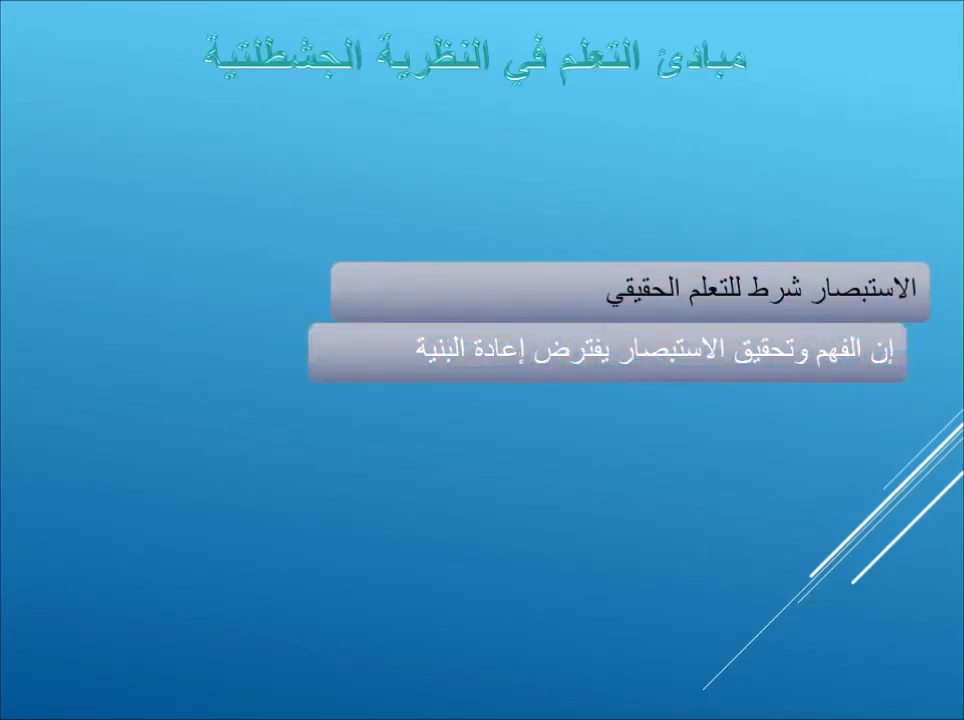 مبادئ التعلم في النظرية الجشطلتية
الاستبصار شرط للتعلم الحقيقي
إن الفهم وتحقيق الاستبصار يفترض إعادة البنية